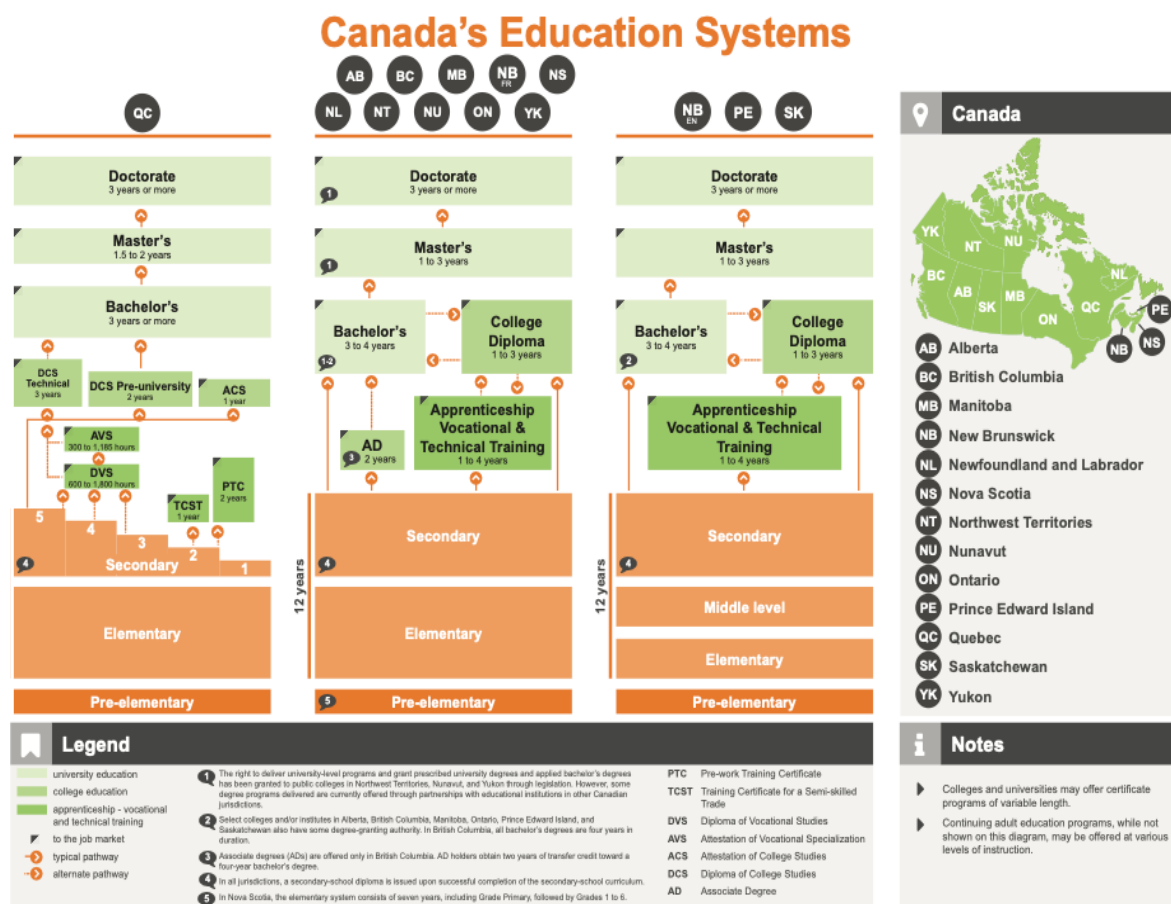 Canada's Education Systems
QC
AB
BC
MB
NB
FR
NS
NL
NT
NU
ON
YK
NB
EN
PE
SK
Doctorate
3 years or more
Master's
1.5 to 2 years
Bachelor's
3 years or more
DCS
Technical
3 years
DCS Pre-university
2 years
ACS
1 year
AVS
300 to 1,185 hours
DVS
600 to 1,800 hours
TCST
1 year
PTC
2 years
5
4
3
2
1
Secondary
4
Elementary
Pre-elementary
Doctorate
3 years or more
1
Master's
1 to 3 years
1
Bachelor's
3 to 4 years
1-2
College
Diploma
1 to 3 years
AD
2 years
3
Apprenticeship
Vocational &
Technical Training
1 to 4 years
12 years
Secondary
4
Elementary
Pre-elementary
5
Doctorate
3 years or more
Master's
1 to 3 years
Bachelor's
3 to 4 years
2
College
Diploma
1 to 3 years
Apprenticeship
Vocational & Technical
Training
1 to 4 years
12 years
Secondary
4
Middle level
Elementary
Pre-elementary
Canada
YK
NT
NU
BC
AB
SK
MB
ON
QC
NL
PE
NB
NS
AB Alberta
BC British Columbia
MB Manitoba
NB New Brunswick
NL Newfoundland and Labrador
NS Nova Scotia
NT Northwest Territories
NU Nunavut
ON Ontario
PE Prince Edward Island
QC Quebec
SK Saskatchewan
YK Yukon
Legend
university education
college education
apprenticeship - vocational
and technical training
to the job market
typical pathway
alternate pathway
1 The right to deliver university-level programs and grant prescribed university degrees and applied bachelor's degrees
has been granted to public colleges in Northwest Territories, Nunavut, and Yukon through legislation. However, some
degree programs delivered are currently offered through partnerships with educational institutions in other Canadian
jurisdictions.
2 Select colleges and/or institutes in Alberta, British Columbia, Manitoba, Ontario, Prince Edward Island, and
Saskatchewan also have some degree-granting authority. In British Columbia, all bachelor's degrees are four years in
duration.
3 Associate degrees (ADs) are offered only in British Columbia. AD holders obtain two years of transfer credit toward a
four-year bachelor's degree.
4 In all jurisdictions, a secondary-school diploma is issued upon successful completion of the secondary-school curriculum.
5 In Nova Scotia, the elementary system consists of seven years, including Grade Primary, followed by Grades 1 to 6.
PTC Pre-work Training Certificate
TCST Training Certificate for a Semi-skilled
Trade
DVS Diploma of Vocational Studies
AVS Attestation of Vocational Specialization
ACS Attestation of College Studies
DCS Diploma of College Studies
AD Associate Degree
Notes
Colleges and universities may offer certificate
programs of variable length.
Continuing adult education programs, while not
shown on this diagram, may be offered at various
levels of instruction.